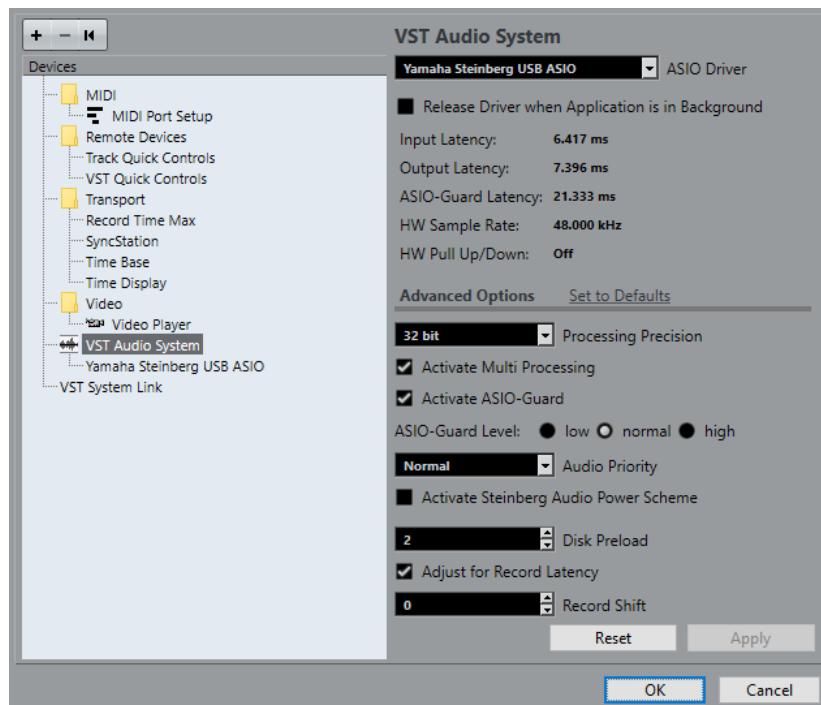 Devices
MIDI
MIDI Port Setup
Remote Devices
Track Quick Controls
VST Quick Controls
Transport
Record Time Max
SyncStation
Time Base
Time Display
Video
Video Player
VST Audio System
Yamaha Steinberg USB ASIO
VST System Link
VST Audio System
Yamaha Steinberg USB ASIO ASIO Driver
Release Driver when Application is in Background
Input Latency: 6.417 ms
Output Latency: 7.396 ms
ASIO-Guard Latency: 21.333 ms
HW Sample Rate: 48.000 kHz
HW Pull Up/Down: Off
Advanced Options Set to Defaults
32 bit Processing Precision
Activate Multi Processing
Activate ASIO-Guard
ASIO-Guard Level: low normal high
Normal Audio Priority
Activate Steinberg Audio Power Scheme
2 Disk Preload
Adjust for Record Latency
0 Record Shift
Reset Apply
OK Cancel